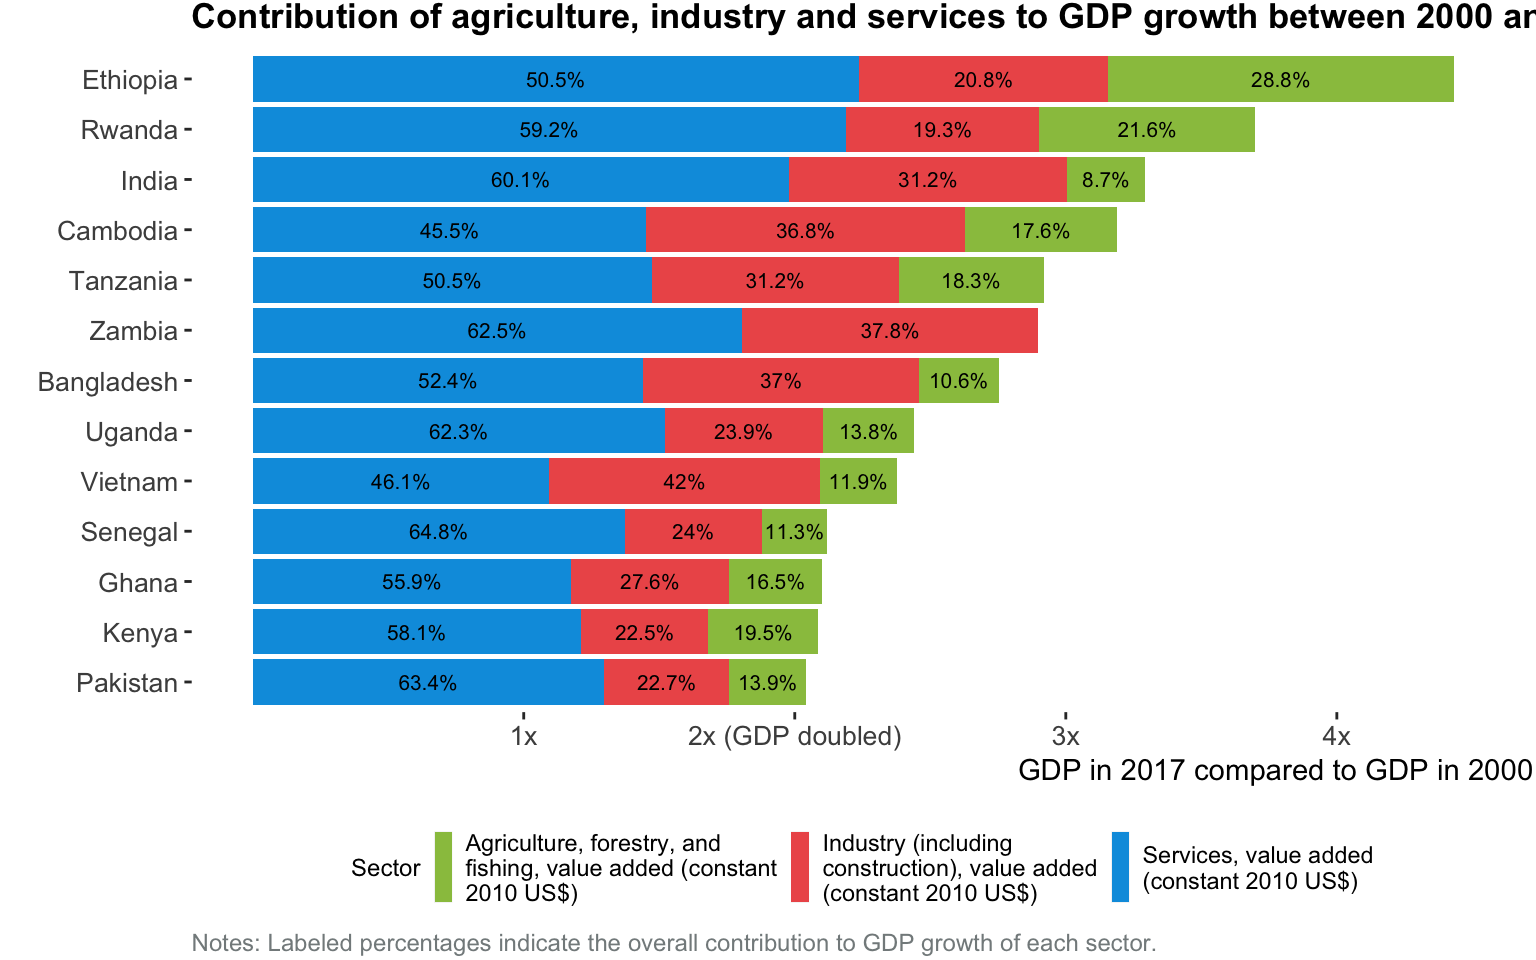 Contribution of agriculture, industry and services to GDP growth between 2000 an
Ethiopia 50.5% 20.8% 28.8%
Rwanda 59.2% 19.3% 21.6%
India 60.1% 31.2% 8.7%
Cambodia 45.5% 36.8% 17.6%
Tanzania 50.5% 31.2% 18.3%
Zambia 62.5% 37.8%
Bangladesh 52.4% 37% 10.6%
Uganda 62.3% 23.9% 13.8%
Vietnam 46.1% 42% 11.9%
Senegal 64.8% 24% 11.3%
Ghana 55.9% 27.6% 16.5%
Kenya 58.1% 22.5% 19.5%
Pakistan 63.4% 22.7% 13.9%
1x 2x (GDP doubled) 3x 4x
GDP in 2017 compared to GDP in 2000
Sector
Agriculture, forestry, and
fishing, value added (constant
2010 US$)
Industry (including
construction), value added
(constant 2010 US$)
Services, value added
(constant 2010 US$)
Notes: Labeled percentages indicate the overall contribution to GDP growth of each sector.